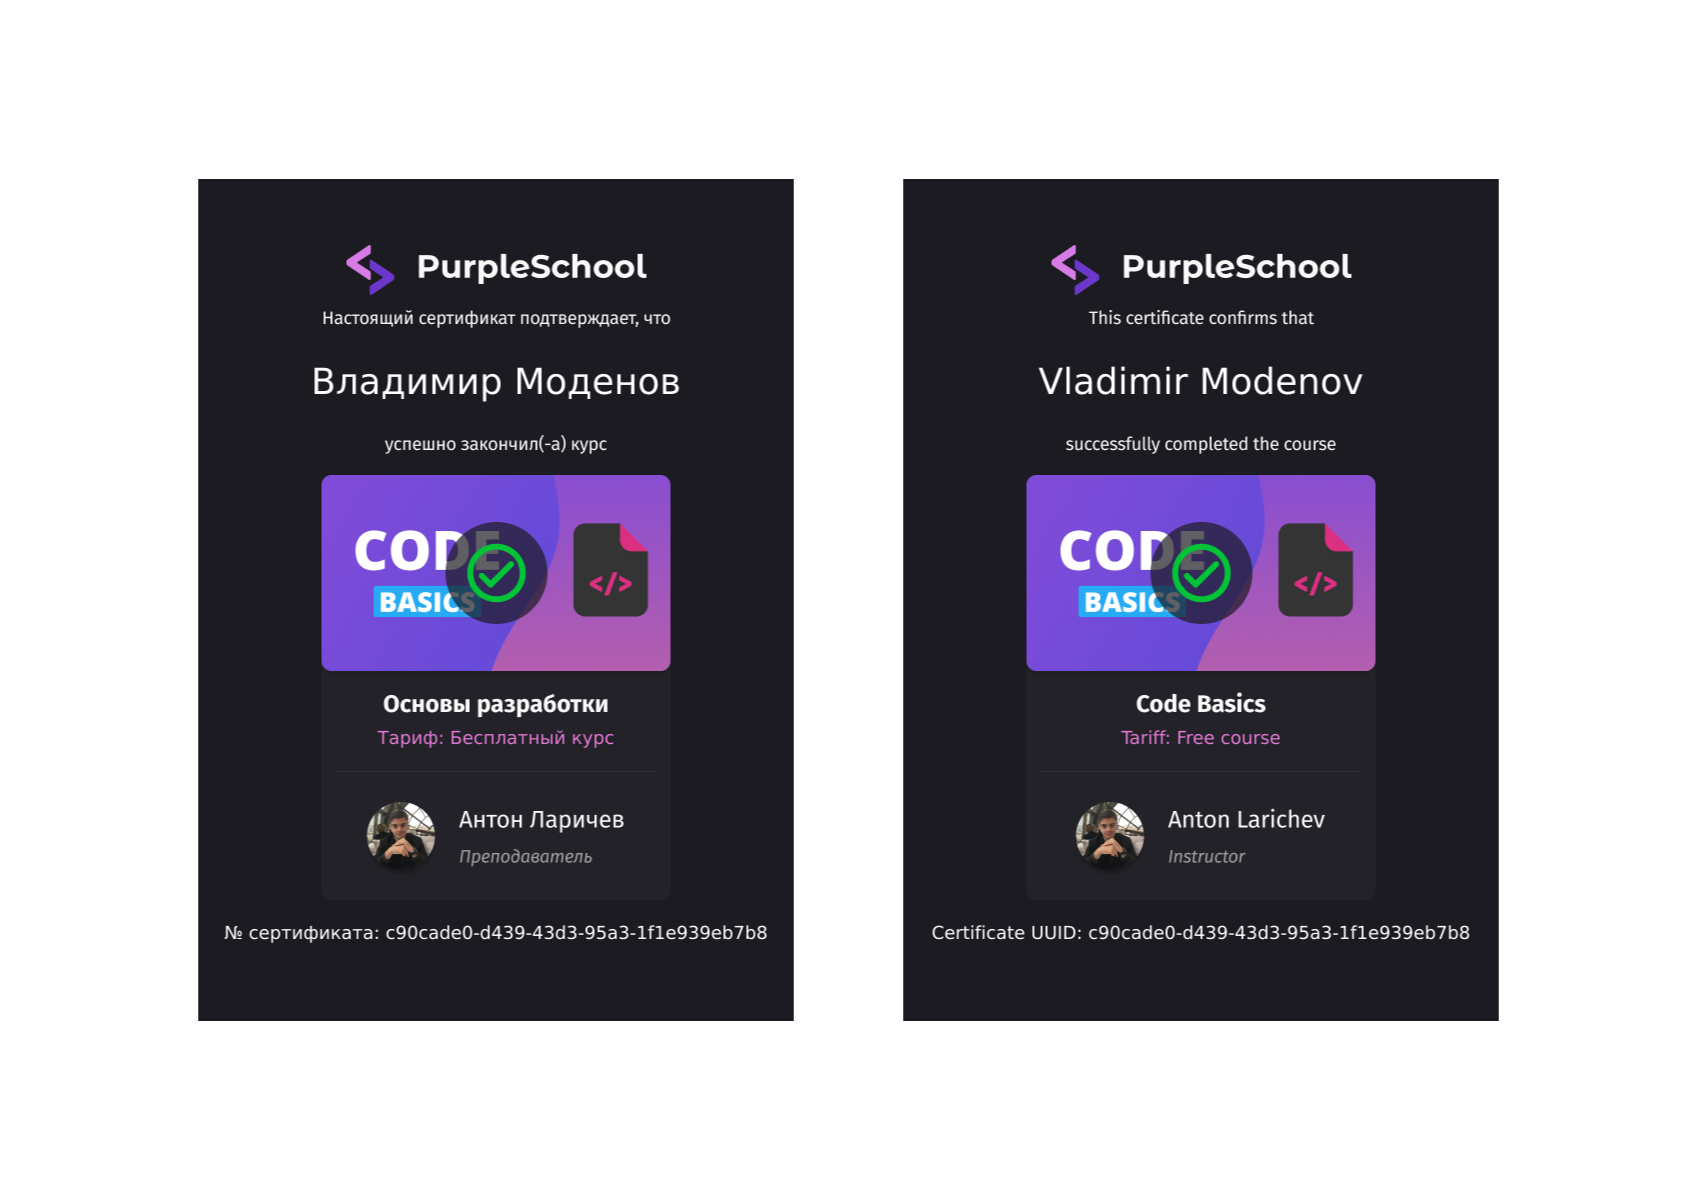 PurpleSchool
Настоящий сертификат подтверждает, что
Владимир Моденов
успешно закончил(-а) курс
CODE
BASICS
</>
Основы разработки
Тариф: Бесплатный курс
Антон Ларичев
Преподаватель
№ сертификата: c90cade0-d439-43d3-95a3-1f1e939eb7b8
PurpleSchool
This certificate confirms that
Vladimir Modenov
successfully completed the course
CODE
BASICS
</>
Code Basics
Tariff: Free course
Anton Larichev
Instructor
Certificate UUID: c90cade0-d439-43d3-95a3-1f1e939eb7b8